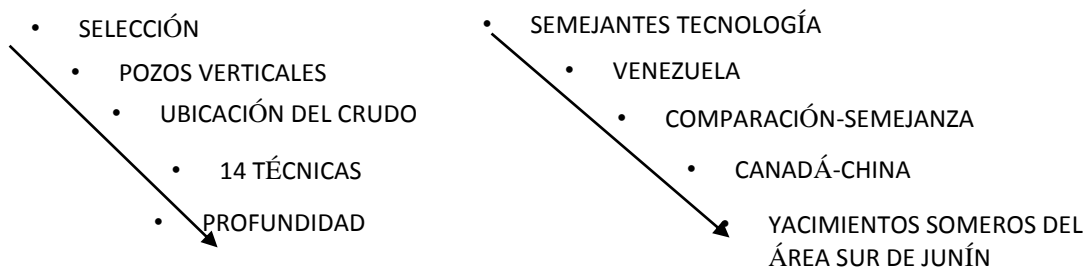 • SELECCIÓN
• POZOS VERTICALES
• UBICACIÓN DEL CRUDO
• 14 TÉCNICAS
• PROFUNDIDAD
• SEMEJANTES TECNOLOGÍA
• VENEZUELA
• COMPARACIÓN-SEMEJANZA
• CANADÁ-CHINA
• YACIMIENTOS SOMEROS DEL
ÁREA SUR DE JUNÍN